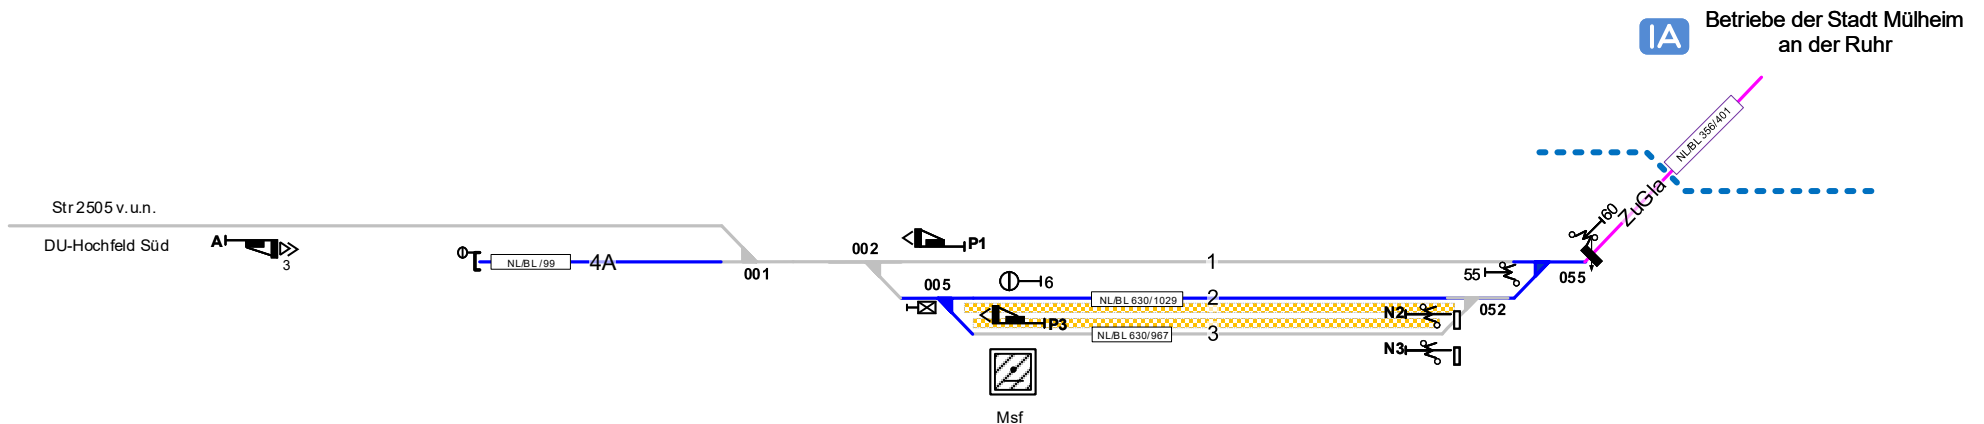 IA
Betriebe der Stadt Mülheim
an der Ruhr
NL/BL 356/401
ZuGla
60
Str 2505 v.u.n.
DU-Hochfeld Süd
A
3
NL/BL /99
4A
001
002
P1
1
55
055
005
6
NL/BL 630/1029
2
N2
052
P3
NL/BL 630/967
3
N3
Msf